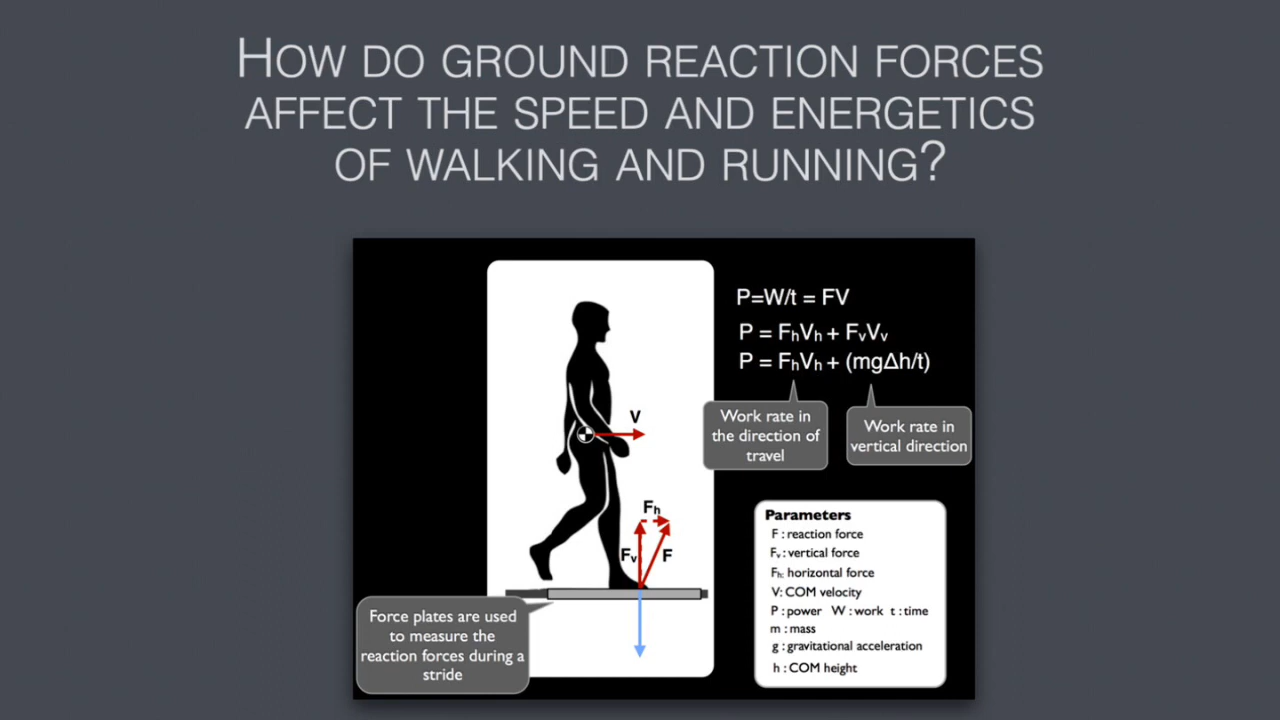 HOW DO GROUND REACTION FORCES
AFFECT THE SPEED AND ENERGETICS
OF WALKING AND RUNNING?
P=W/t = FV
P = FhVh + FvVv
P = FhVh + (mgΔh/t)
Work rate in
the direction of
travel
Work rate in
vertical direction
V
Fh
Fv
F
Force plates are used
to measure the
reaction forces during a
stride
Parameters
F : reaction force
Fv : vertical force
Fh: horizontal force
V: COM velocity
P : power W : work t : time
m : mass
g : gravitational acceleration
h : COM height